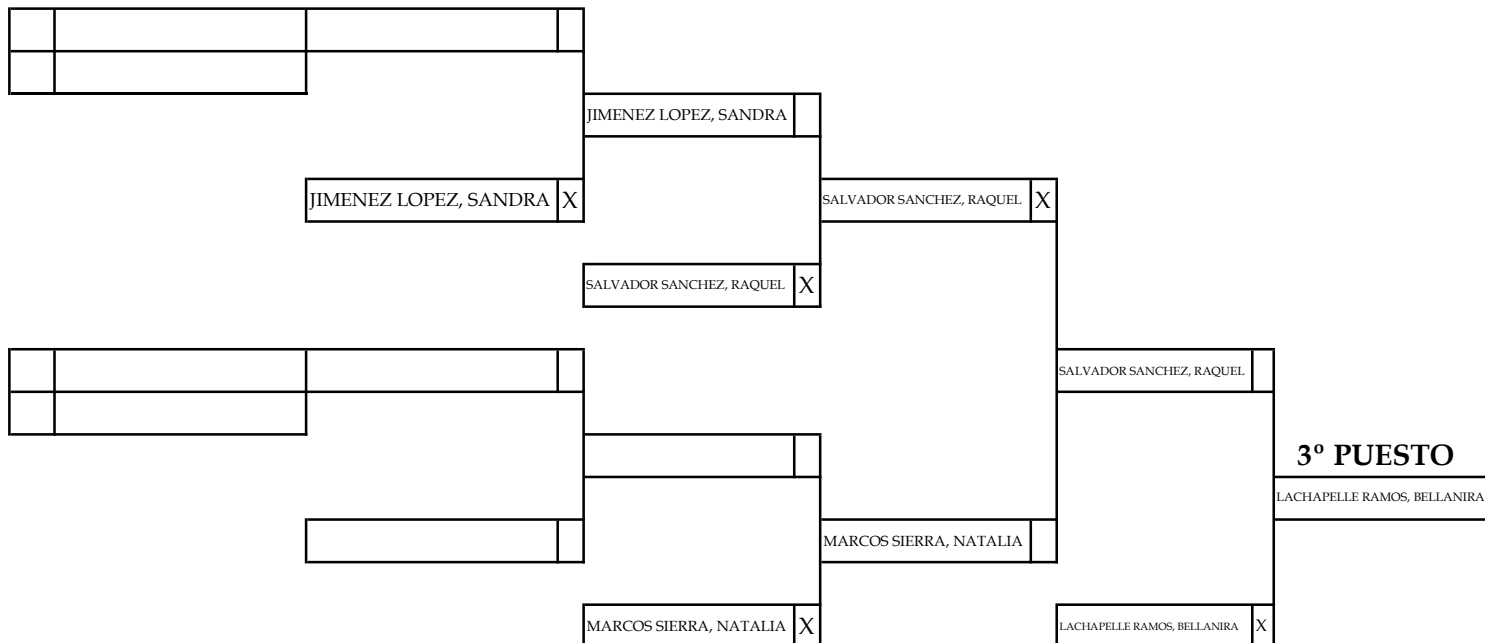 JIMENEZ LOPEZ, SANDRA
JIMENEZ LOPEZ, SANDRA X
SALVADOR SANCHEZ, RAQUEL X
SALVADOR SANCHEZ, RAQUEL X
SALVADOR SANCHEZ, RAQUEL
3º PUESTO
LACHAPELLE RAMOS, BELLANIRA
MARCOS SIERRA, NATALIA
MARCOS SIERRA, NATALIA X
LACHAPELLE RAMOS, BELLANIRA X